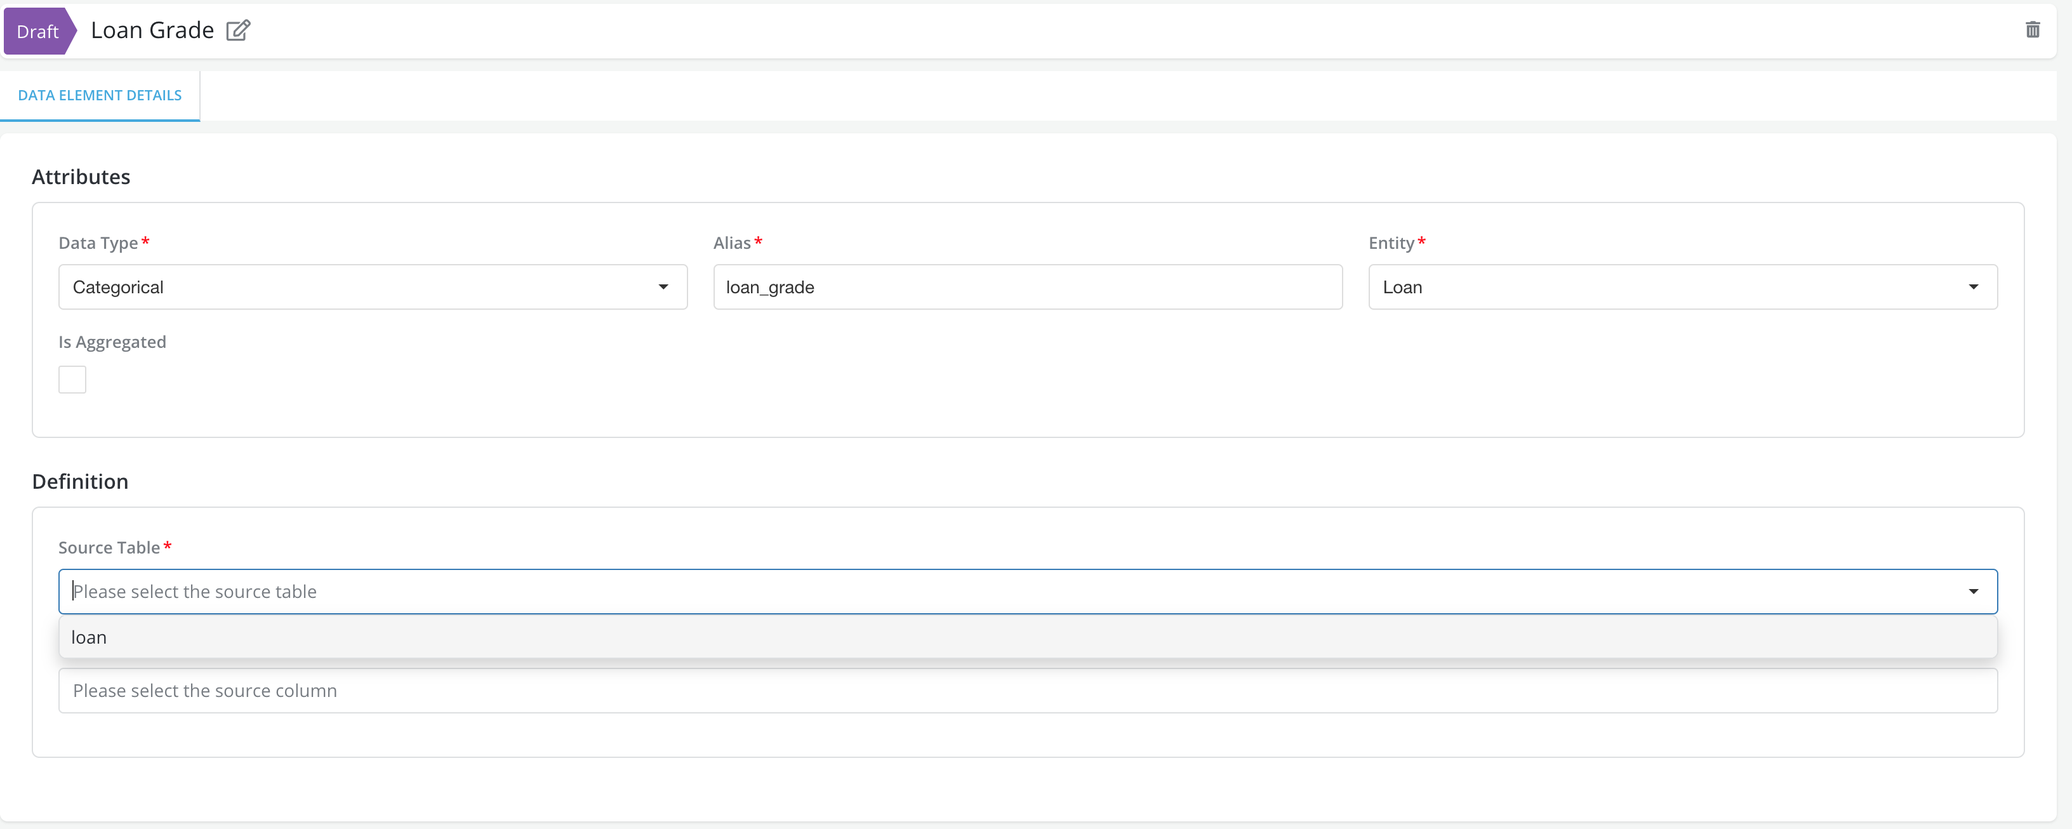 Draft Loan Grade
DATA ELEMENT DETAILS
Attributes
Data Type* Alias* Entity*
Categorical loan_grade Loan
Is Aggregated
Definition
Source Table*
Please select the source table
loan
Please select the source column